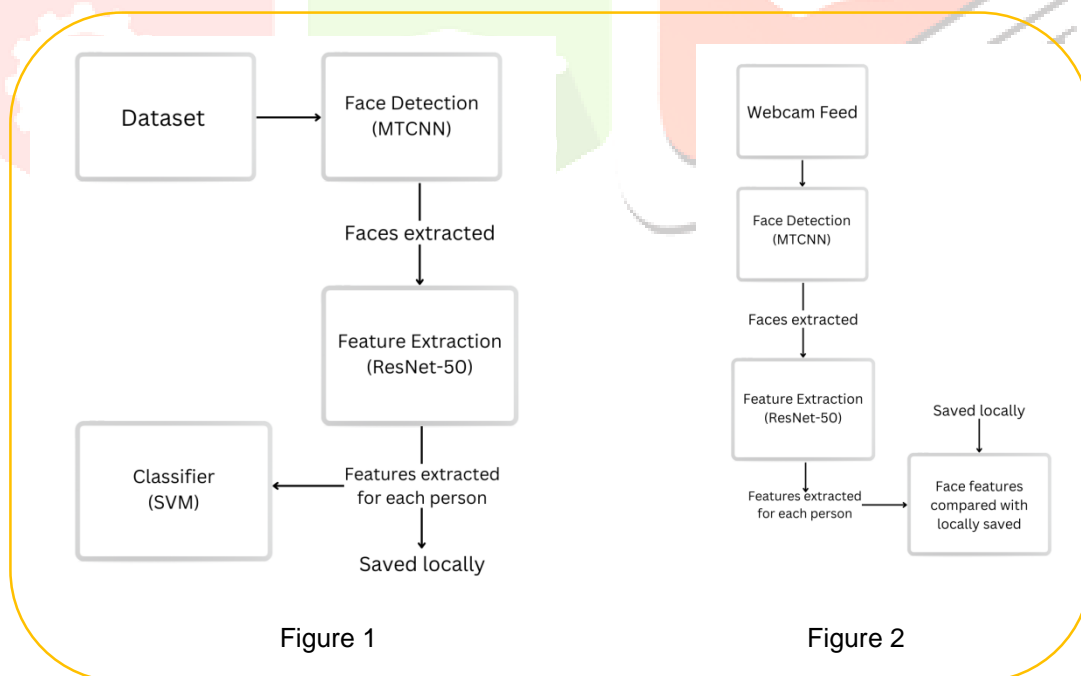 Dataset
Face Detection
(MTCNN)
Faces extracted
Feature Extraction
(ResNet-50)
Features extracted
for each person
Classifier
(SVM)
Saved locally
Figure 1
Webcam Feed
Face Detection
(MTCNN)
Faces extracted
Feature Extraction
(ResNet-50)
Features extracted
for each person
Saved locally
Face features
compared with
locally saved
Figure 2